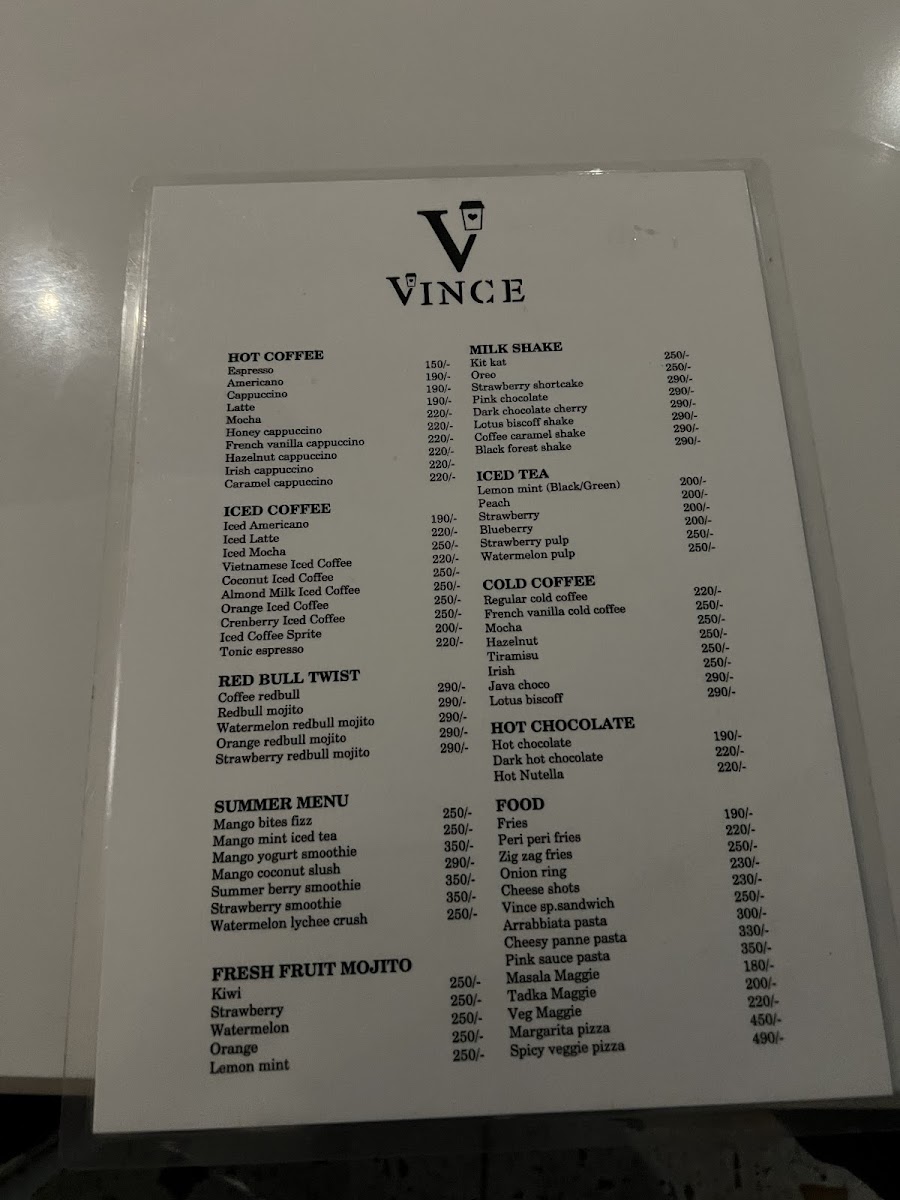 V
VINCE
HOT COFFEE
Espresso 150/-
Americano 190/-
Cappuccino 190/-
Latte 190/-
Mocha 220/-
Honey cappuccino 220/-
French vanilla cappuccino 220/-
Hazelnut cappuccino 220/-
Irish cappuccino 220/-
Caramel cappuccino 220/-
ICED COFFEE
Iced Americano 190/-
Iced Latte 220/-
Iced Mocha 250/-
Vietnamese Iced Coffee 220/-
Coconut Iced Coffee 250/-
Almond Milk Iced Coffee 250/-
Orange Iced Coffee 250/-
Crenberry Iced Coffee 250/-
Iced Coffee Sprite 200/-
Tonic espresso 220/-
RED BULL TWIST
Coffee redbull 290/-
Redbull mojito 290/-
Watermelon redbull mojito 290/-
Orange redbull mojito 290/-
Strawberry redbull mojito 290/-
SUMMER MENU
Mango bites fizz 250/-
Mango mint iced tea 250/-
Mango yogurt smoothie 350/-
Mango coconut slush 290/-
Summer berry smoothie 350/-
Strawberry smoothie 350/-
Watermelon lychee crush 250/-
FRESH FRUIT MOJITO
Kiwi 250/-
Strawberry 250/-
Watermelon 250/-
Orange 250/-
Lemon mint 250/-
MILK SHAKE
Kit kat 250/-
Oreo 250/-
Strawberry shortcake 290/-
Pink chocolate 290/-
Dark chocolate cherry 290/-
Lotus biscoff shake 290/-
Coffee caramel shake 290/-
Black forest shake 290/-
ICED TEA
Lemon mint (Black/Green) 200/-
Peach 200/-
Strawberry 200/-
Blueberry 200/-
Strawberry pulp 250/-
Watermelon pulp 250/-
COLD COFFEE
Regular cold coffee 220/-
French vanilla cold coffee 250/-
Mocha 250/-
Hazelnut 250/-
Tiramisu 250/-
Irish 250/-
Java choco 290/-
Lotus biscoff 290/-
HOT CHOCOLATE
Hot chocolate 190/-
Dark hot chocolate 220/-
Hot Nutella 220/-
FOOD
Fries 190/-
Peri peri fries 220/-
Zig zag fries 250/-
Onion ring 230/-
Cheese shots 230/-
Vince sp.sandwich 250/-
Arrabbiata pasta 300/-
Cheesy panne pasta 330/-
Pink sauce pasta 350/-
Masala Maggie 180/-
Tadka Maggie 200/-
Veg Maggie 220/-
Margarita pizza 450/-
Spicy veggie pizza 490/-